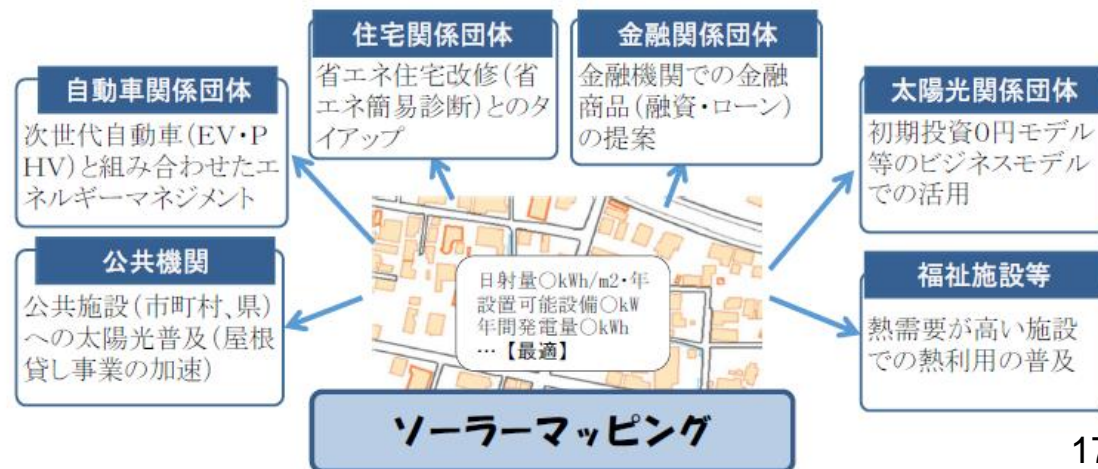 住宅関係団体
省エネ住宅改修(省
エネ簡易診断)とのタ
イアップ
金融関係団体
金融機関での金融
商品(融資・ローン)
の提案
自動車関係団体
次世代自動車(EV・P
HV)と組み合わせたエ
ネルギーマネジメント
太陽光関係団体
初期投資0円モデル
等のビジネスモデル
での活用
公共機関
公共施設(市町村、県)
への太陽光普及(屋根
貸し事業の加速)
日射量○kWh/m2・年
設置可能設備○kW
年間発電量○kWh
…【最適】
福祉施設等
熱需要が高い施設
での熱利用の普及
ソーラーマッピング
17